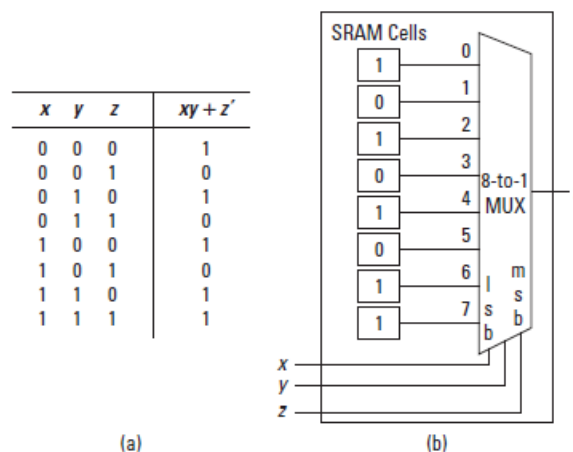 x y z xy + z′
0 0 0 1
0 0 1 0
0 1 0 1
0 1 1 0
1 0 0 1
1 0 1 0
1 1 0 1
1 1 1 1
(a)
SRAM Cells
1 0
0 1
1 2
0 3
1 4
0 5
1 6
1 7
8-to-1
MUX
lsb
msb
x
y
z
(b)